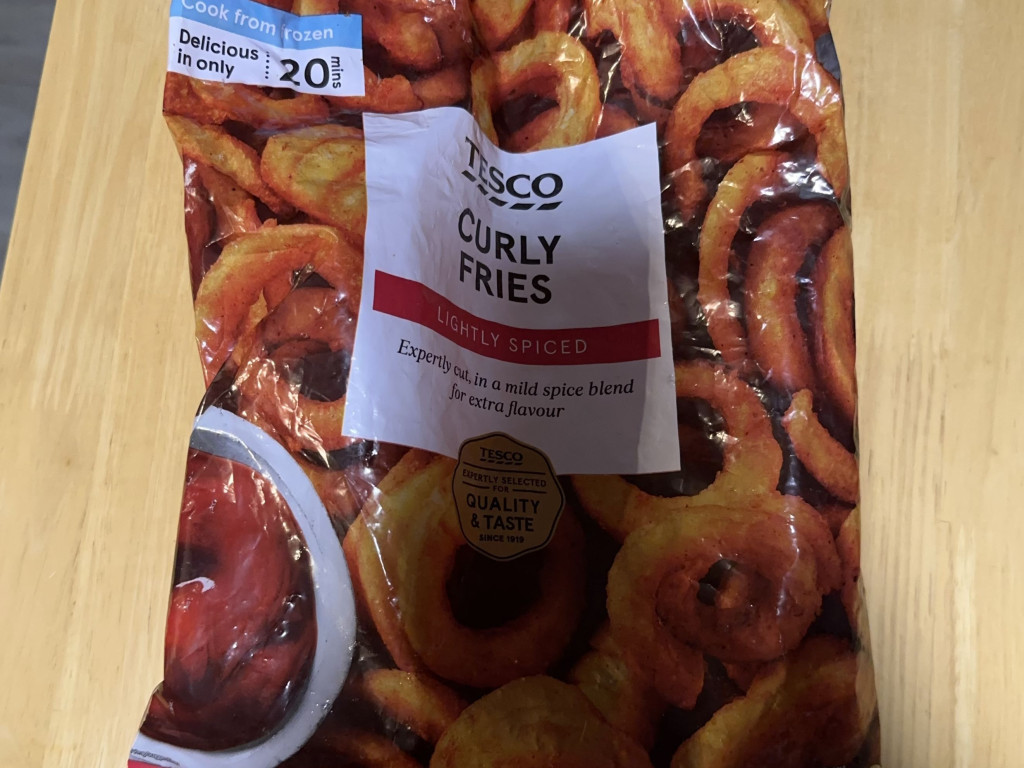 Cook from frozen
Delicious
in only
20
mins
TESCO
CURLY
FRIES
LIGHTLY SPICED
Expertly cut, in a mild spice blend
for extra flavour
TESCO
EXPERTLY SELECTED
FOR
QUALITY
& TASTE
SINCE 1919